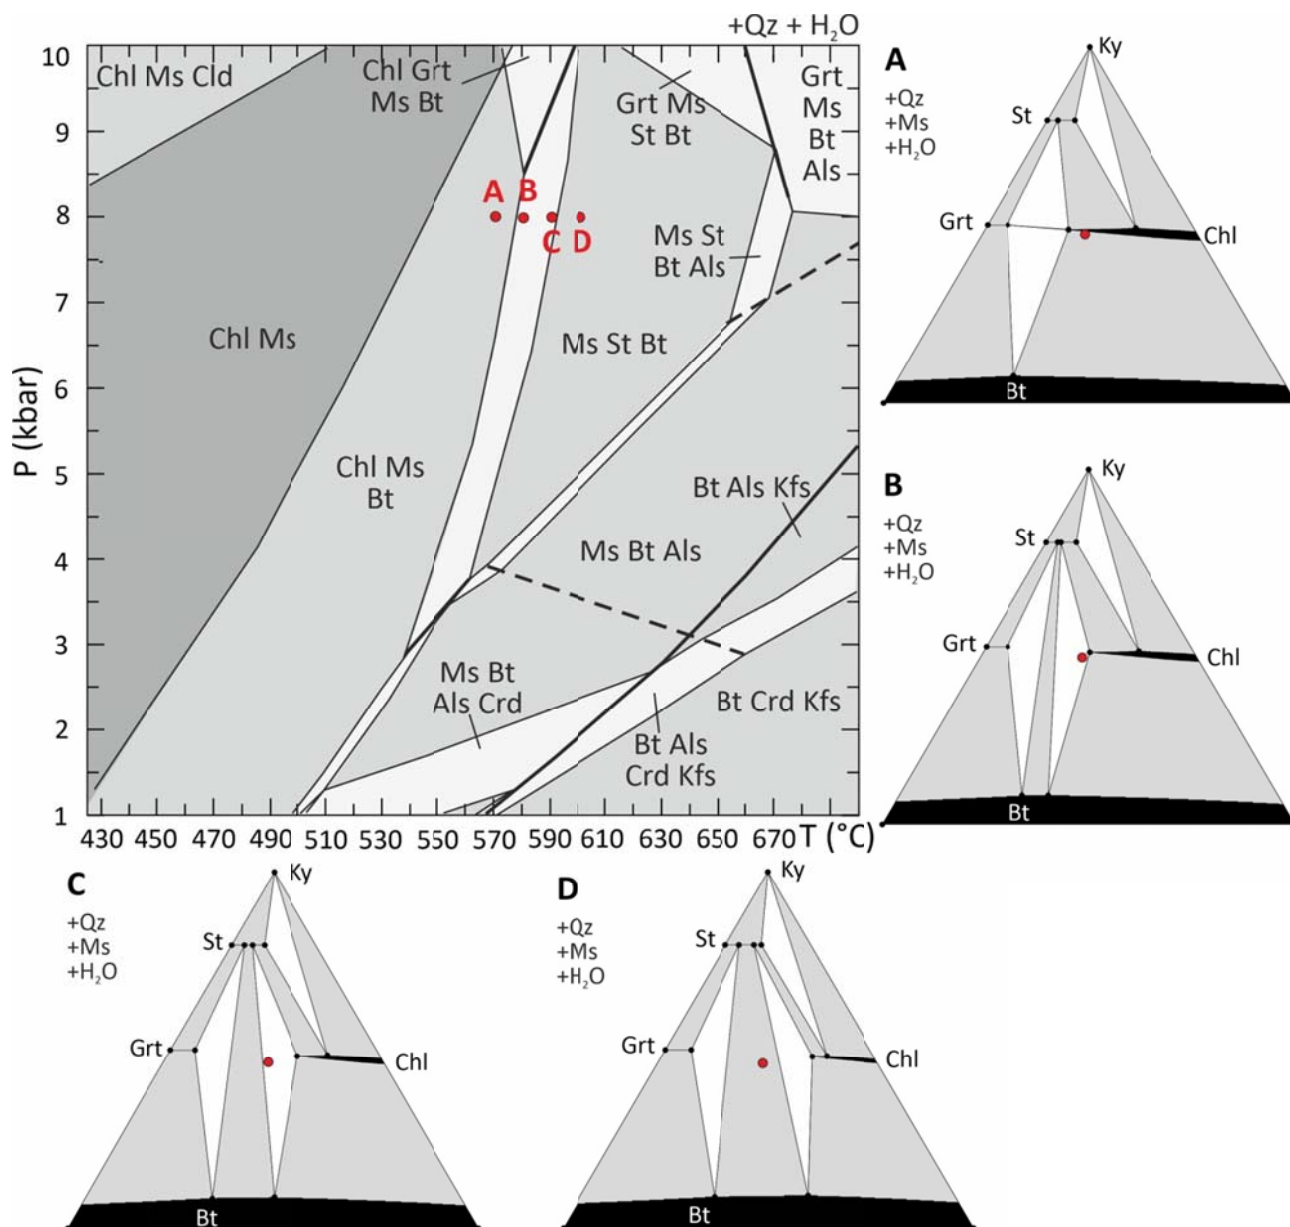 +Qz + H₂O
10
9
8
7
6
5
4
3
2
1
P (kbar)
430 450 470 490 510 530 550 570 590 610 630 650 670 T (°C)
Chl Ms Cld
Chl Grt
Ms Bt
Grt Ms
St Bt
Grt
Ms
Bt
Als
A
B
C
D
Ms St
Bt Als
Chl Ms
Ms St Bt
Chl Ms
Bt
Bt Als Kfs
Ms Bt Als
Ms Bt
Als Crd
Bt Als
Crd Kfs
Bt Crd Kfs
A
+Qz
+Ms
+H₂O
Ky
St
Grt
Chl
Bt
B
+Qz
+Ms
+H₂O
Ky
St
Grt
Chl
Bt
C
+Qz
+Ms
+H₂O
Ky
St
Grt
Chl
Bt
D
+Qz
+Ms
+H₂O
Ky
St
Grt
Chl
Bt